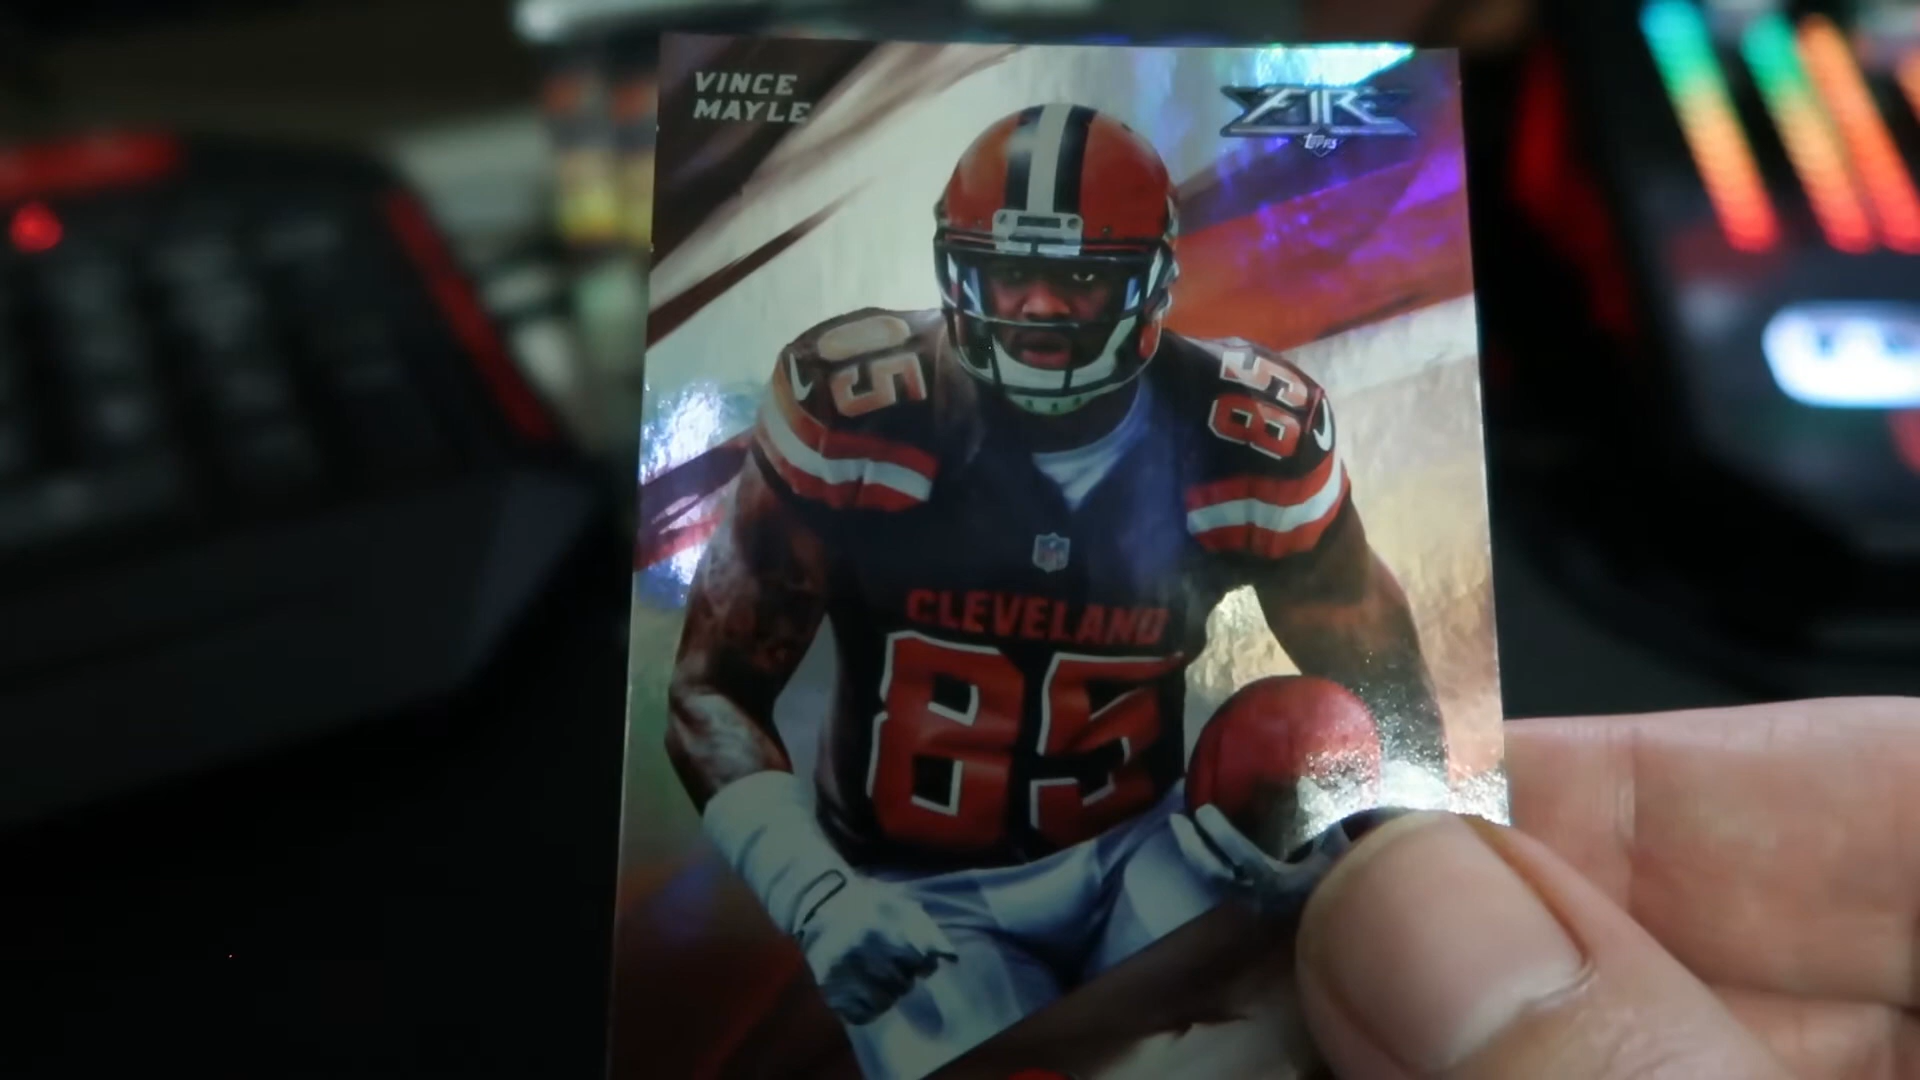 VINCE
MAYLE
FIRE
TOPPS
85
85
NFL
CLEVELAND
85